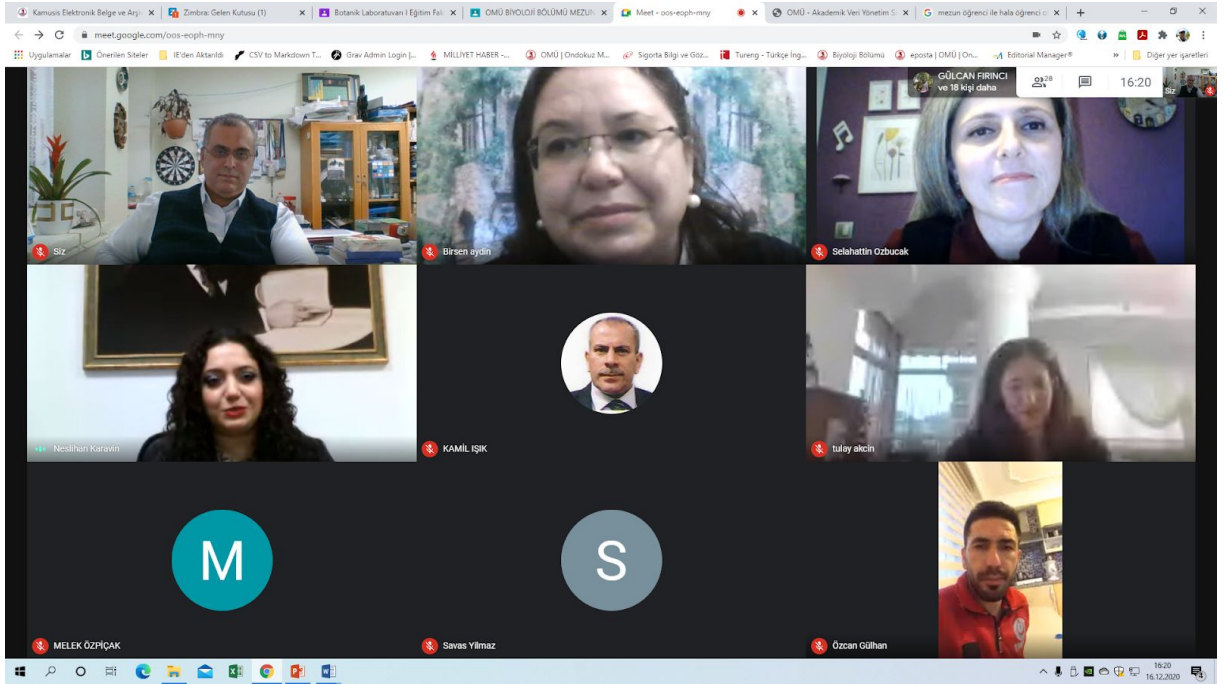 Kamusis Elektronik Belge ve Arşi
Zimbra: Gelen Kutusu (1)
Botanik Laboratuvarı I Eğitim Fak
OMÜ BİYOLOJİ BÖLÜMÜ MEZUN
Meet - oos-eoph-mny
OMÜ - Akademik Veri Yönetim S
mezun öğrenci ile hala öğrenci o
meet.google.com/oos-eoph-mny
Uygulamalar
Önerilen Siteler
IE'den Aktarıldı
CSV to Markdown T...
Grav Admin Login |...
MİLLİYET HABER -...
OMÜ | Ondokuz M...
Sigorta Bilgi ve Göz...
Tureng - Türkçe İng...
Biyoloji Bölümü
eposta | OMÜ | On...
Editorial Manager®
»
Diğer yer işaretleri
GÜLCAN FIRINCI
ve 18 kişi daha
28
16:20
Siz
Siz
Birsen aydin
Selahattin Ozbucak
Neslihan Karavin
KAMİL IŞIK
tulay akcin
M
MELEK ÖZPİÇAK
S
Savas Yilmaz
Özcan Gülhan
16:20
16.12.2020
4